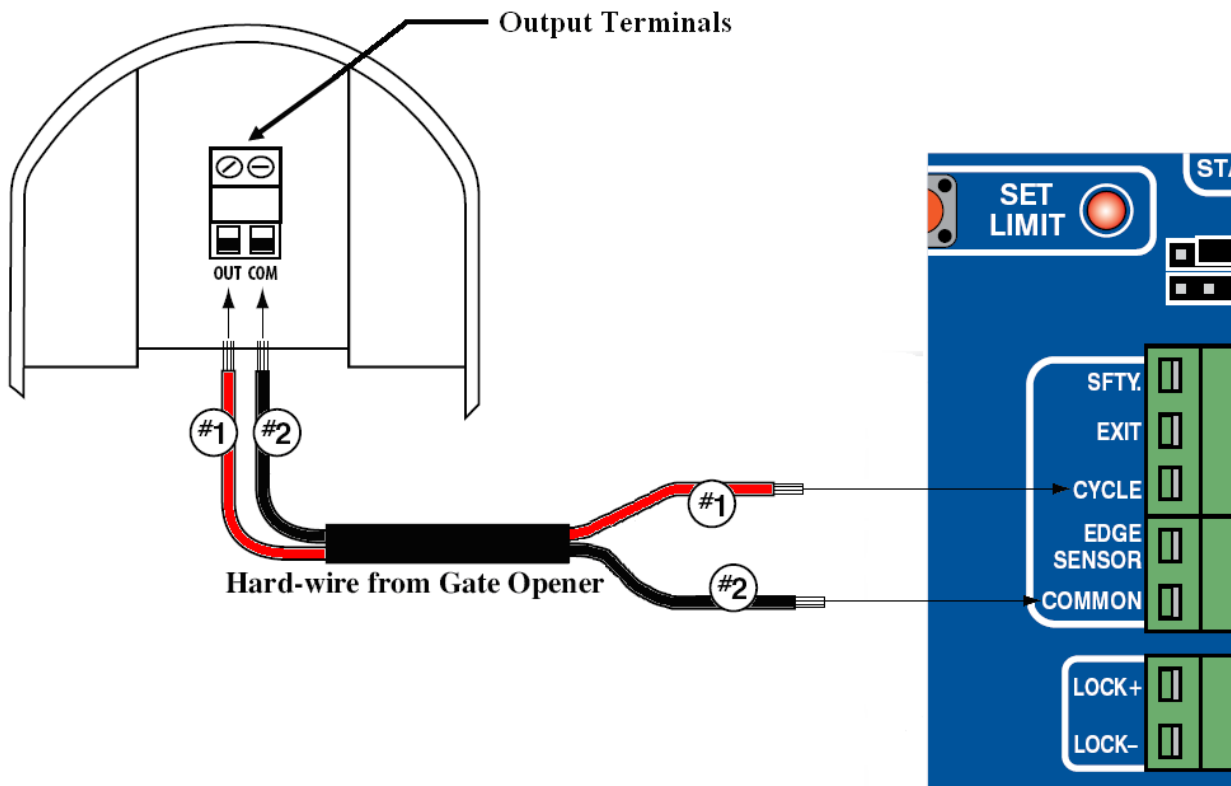 Output Terminals
OUT COM
#1 #2
Hard-wire from Gate Opener
#1
#2
SET
LIMIT
SFTY.
EXIT
CYCLE
EDGE
SENSOR
COMMON
LOCK+
LOCK–